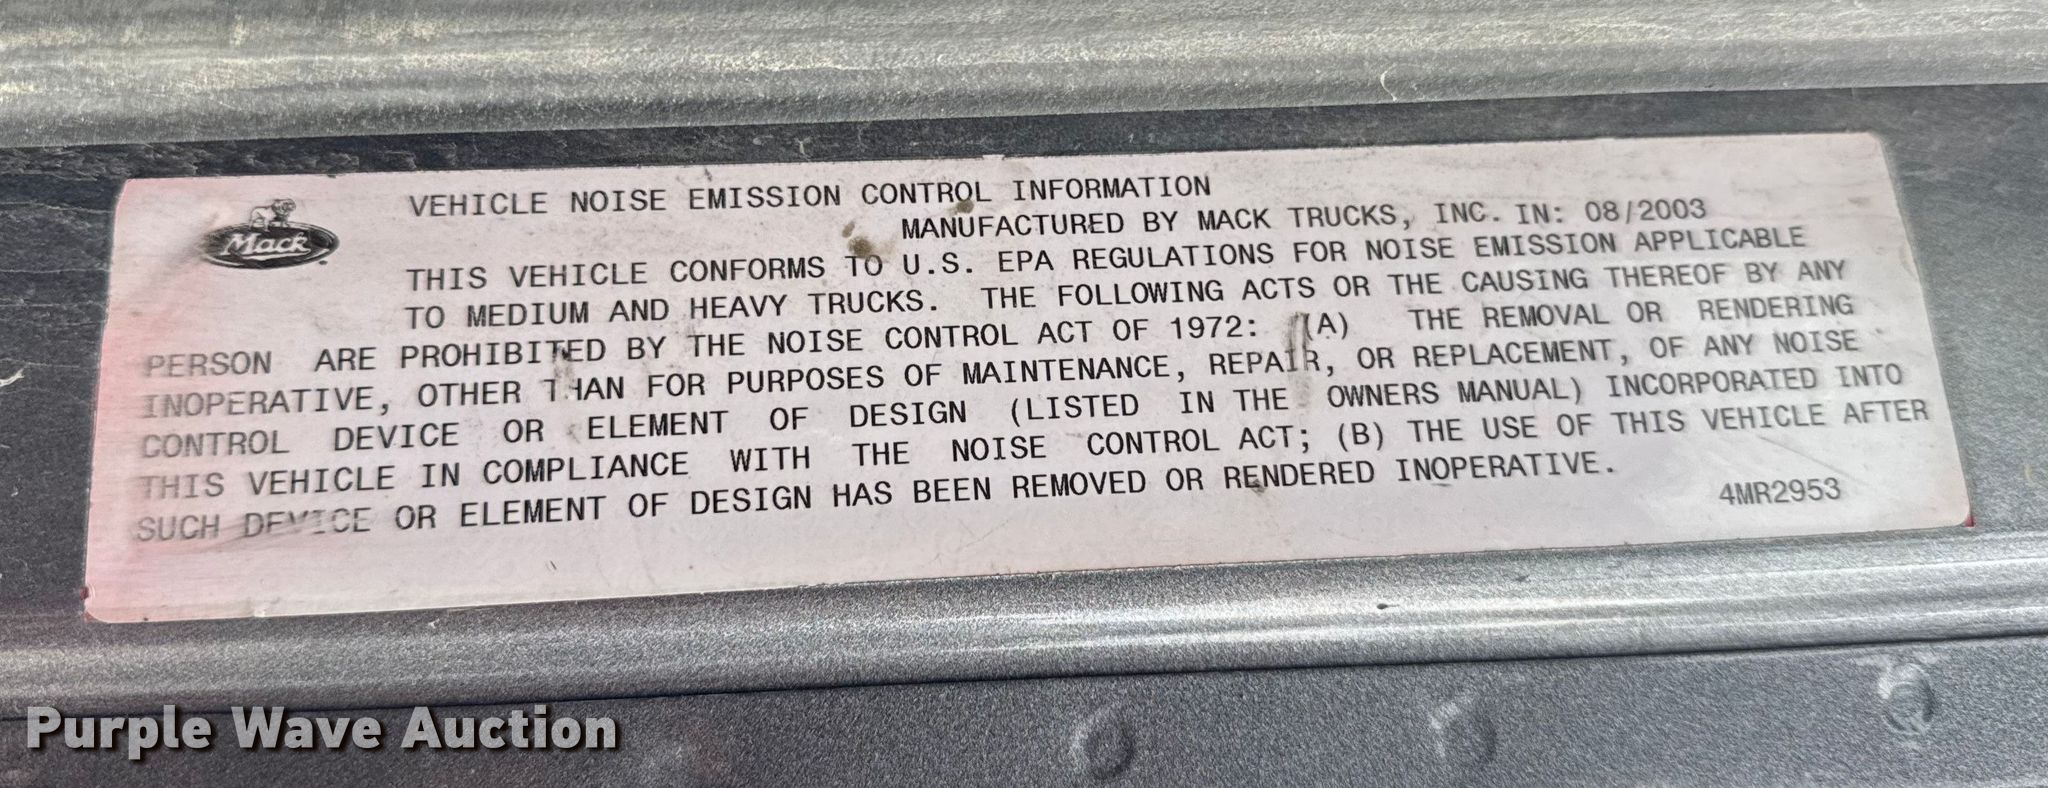 VEHICLE NOISE EMISSION CONTROL INFORMATION
Mack
MANUFACTURED BY MACK TRUCKS, INC. IN: 08/2003
THIS VEHICLE CONFORMS TO U.S. EPA REGULATIONS FOR NOISE EMISSION APPLICABLE
TO MEDIUM AND HEAVY TRUCKS. THE FOLLOWING ACTS OR THE CAUSING THEREOF BY ANY
PERSON ARE PROHIBITED BY THE NOISE CONTROL ACT OF 1972: (A) THE REMOVAL OR RENDERING
INOPERATIVE, OTHER THAN FOR PURPOSES OF MAINTENANCE, REPAIR, OR REPLACEMENT, OF ANY NOISE
CONTROL DEVICE OR ELEMENT OF DESIGN (LISTED IN THE OWNERS MANUAL) INCORPORATED INTO
THIS VEHICLE IN COMPLIANCE WITH THE NOISE CONTROL ACT; (B) THE USE OF THIS VEHICLE AFTER
SUCH DEVICE OR ELEMENT OF DESIGN HAS BEEN REMOVED OR RENDERED INOPERATIVE.
4MR2953
Purple Wave Auction